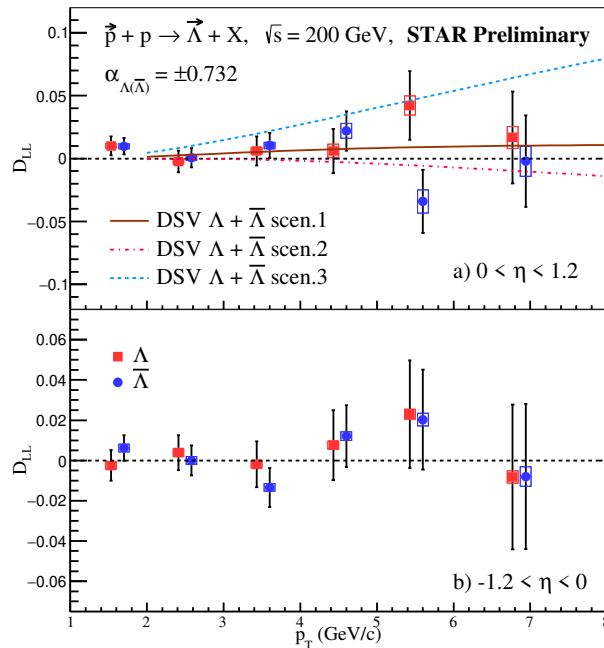 p⃗ + p → Λ⃗ + X, √s = 200 GeV, STAR Preliminary
α_Λ(Λ̅) = ±0.732
D_LL
0.1
0.05
0
−0.05
−0.1
DSV Λ + Λ̅ scen.1
DSV Λ + Λ̅ scen.2
DSV Λ + Λ̅ scen.3
a) 0 < η < 1.2
Λ
Λ̅
D_LL
0.06
0.04
0.02
0
−0.02
−0.04
−0.06
b) -1.2 < η < 0
1 2 3 4 5 6 7 8
p_T (GeV/c)